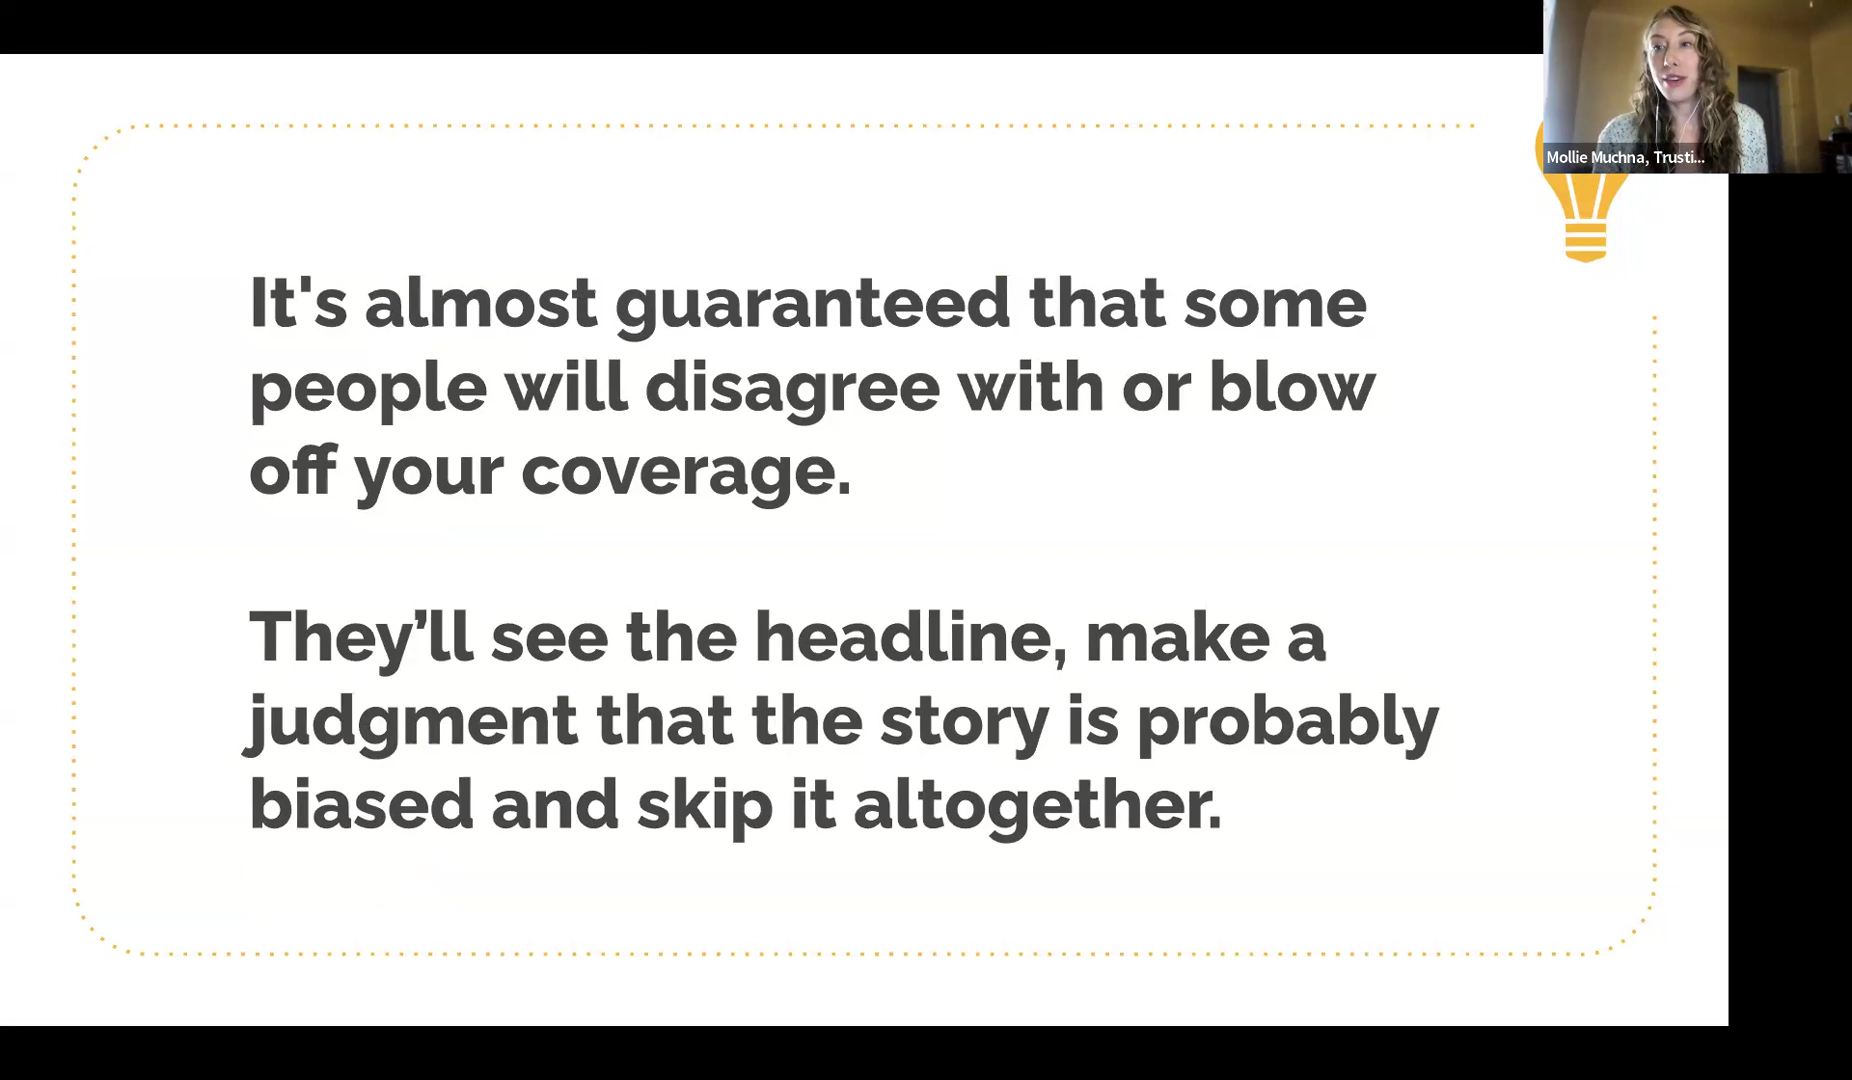 Mollie Muchna, Trusti...
It's almost guaranteed that some
people will disagree with or blow
off your coverage.
They’ll see the headline, make a
judgment that the story is probably
biased and skip it altogether.